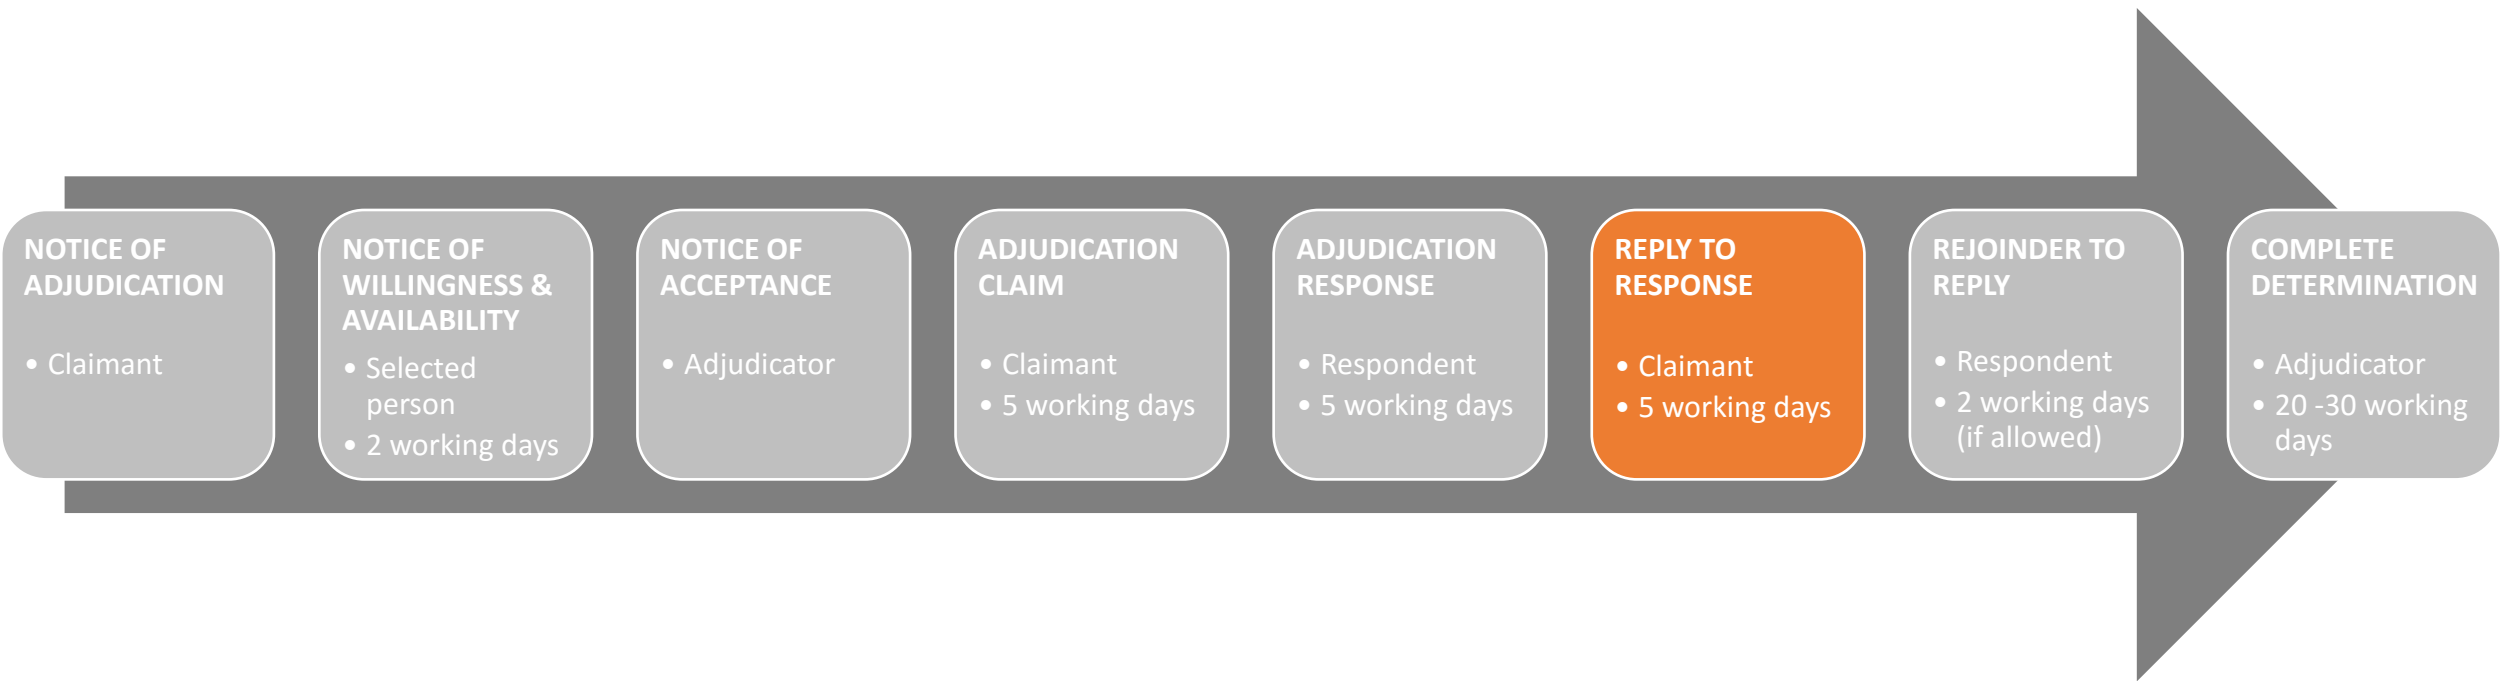 NOTICE OF
ADJUDICATION
• Claimant
NOTICE OF
WILLINGNESS &
AVAILABILITY
• Selected
person
• 2 working days
NOTICE OF
ACCEPTANCE
• Adjudicator
ADJUDICATION
CLAIM
• Claimant
• 5 working days
ADJUDICATION
RESPONSE
• Respondent
• 5 working days
REPLY TO
RESPONSE
• Claimant
• 5 working days
REJOINDER TO
REPLY
• Respondent
• 2 working days
(if allowed)
COMPLETE
DETERMINATION
• Adjudicator
• 20 -30 working
days